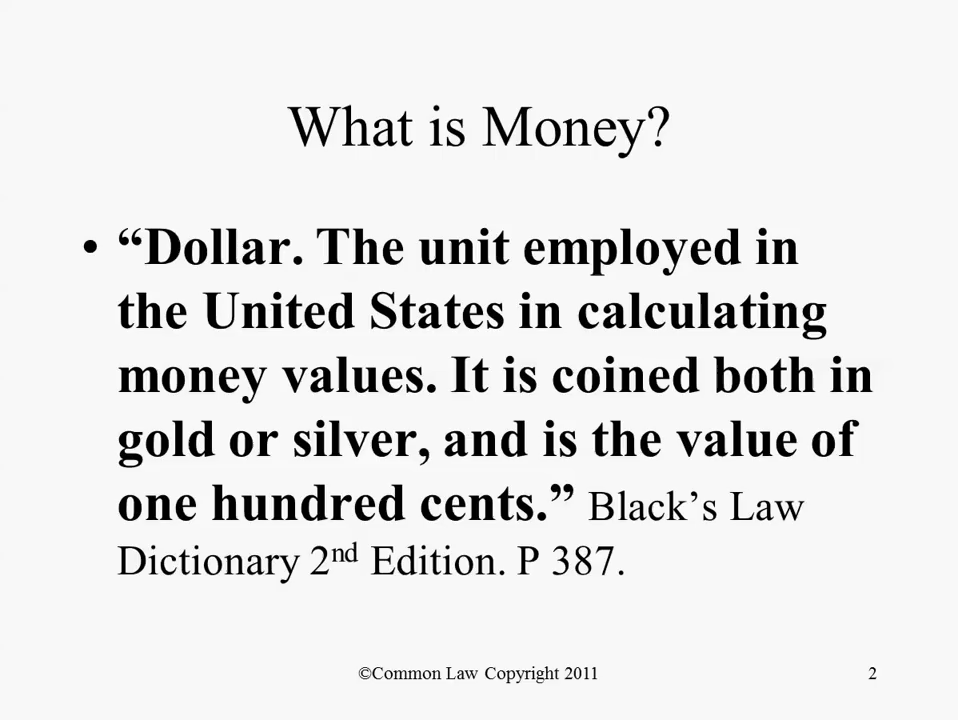 What is Money?
• “Dollar. The unit employed in
the United States in calculating
money values. It is coined both in
gold or silver, and is the value of
one hundred cents.” Black’s Law
Dictionary 2nd Edition. P 387.
©Common Law Copyright 2011
2